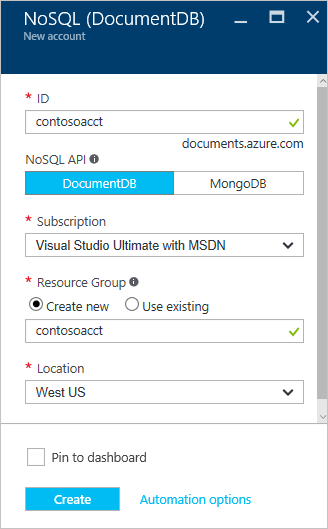 NoSQL (DocumentDB)
New account
* ID
contosoacct
documents.azure.com
NoSQL API
DocumentDB MongoDB
* Subscription
Visual Studio Ultimate with MSDN
* Resource Group
Create new Use existing
contosoacct
* Location
West US
Pin to dashboard
Create Automation options